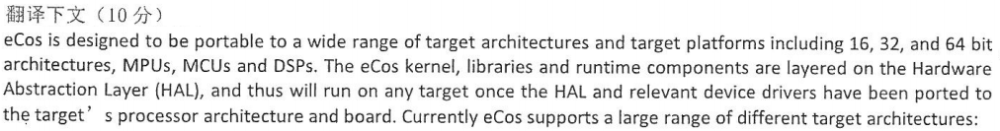 翻译下文（10 分）
eCos is designed to be portable to a wide range of target architectures and target platforms including 16, 32, and 64 bit
architectures, MPUs, MCUs and DSPs. The eCos kernel, libraries and runtime components are layered on the Hardware
Abstraction Layer (HAL), and thus will run on any target once the HAL and relevant device drivers have been ported to
the target’s processor architecture and board. Currently eCos supports a large range of different target architectures: